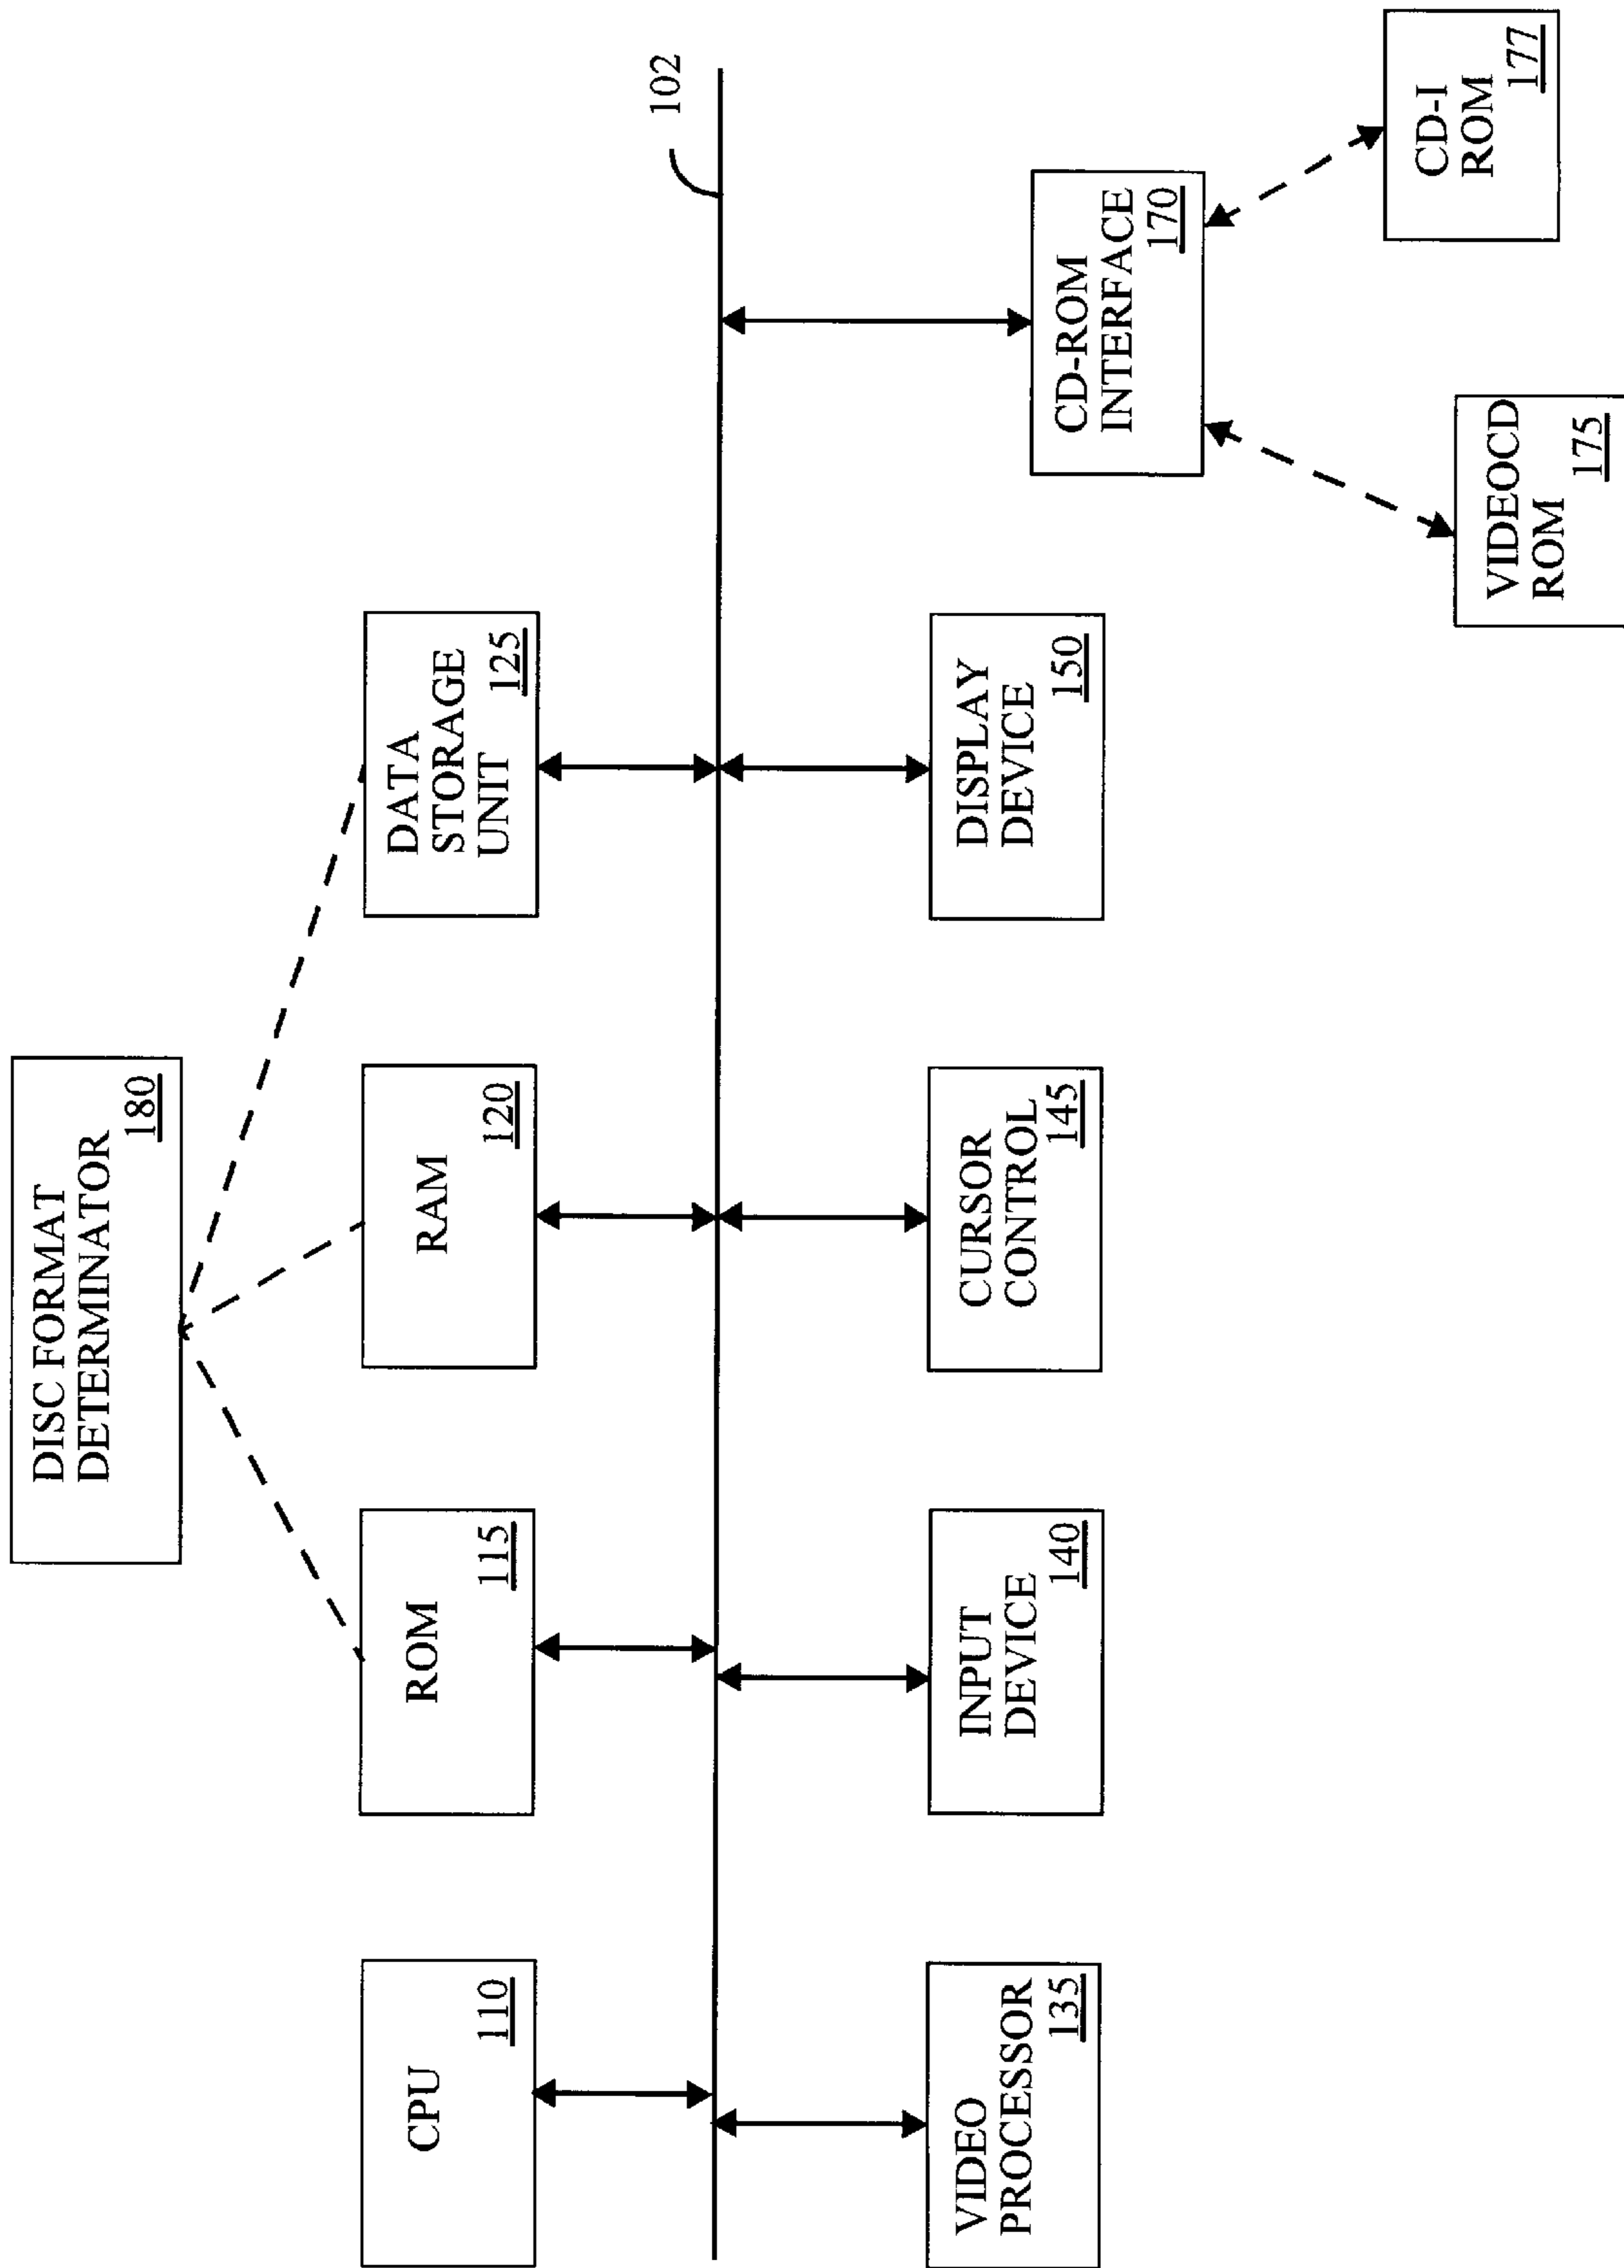 DISC FORMAT
DETERMINATOR
180
CPU
110
ROM
115
RAM
120
DATA
STORAGE
UNIT
125
102
VIDEO
PROCESSOR
135
INPUT
DEVICE
140
CURSOR
CONTROL
145
DISPLAY
DEVICE
150
CD-ROM
INTERFACE
170
VIDEOCD
ROM
175
CD-I
ROM
177